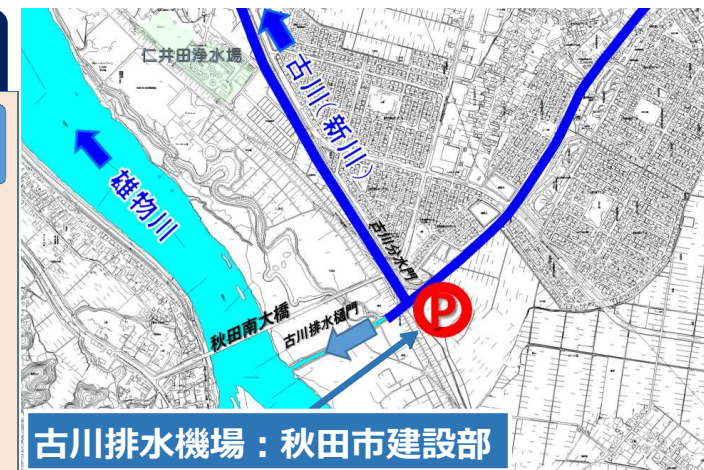 仁井田浄水場
古川(新川)
雄物川
古川分水門
秋田南大橋
古川排水樋門
P
古川排水機場：秋田市建設部